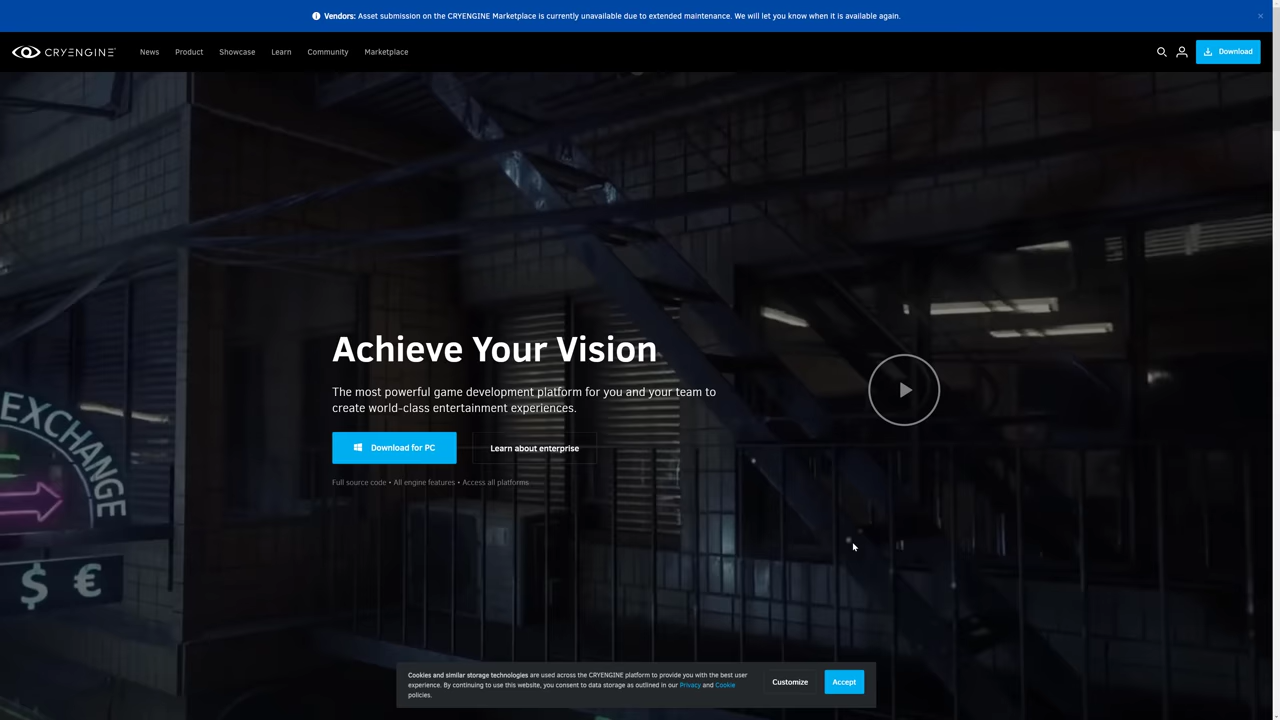 Vendors: Asset submission on the CRYENGINE Marketplace is currently unavailable due to extended maintenance. We will let you know when it is available again.
CRYENGINE
News
Product
Showcase
Learn
Community
Marketplace
Download
Achieve Your Vision
The most powerful game development platform for you and your team to
create world-class entertainment experiences.
Download for PC
Learn about enterprise
Full source code • All engine features • Access all platforms
EXCHANGE
$ €
Cookies and similar storage technologies are used across the CRYENGINE platform to provide you with the best user
experience. By continuing to use this website, you consent to data storage as outlined in our Privacy and Cookie
policies.
Customize
Accept